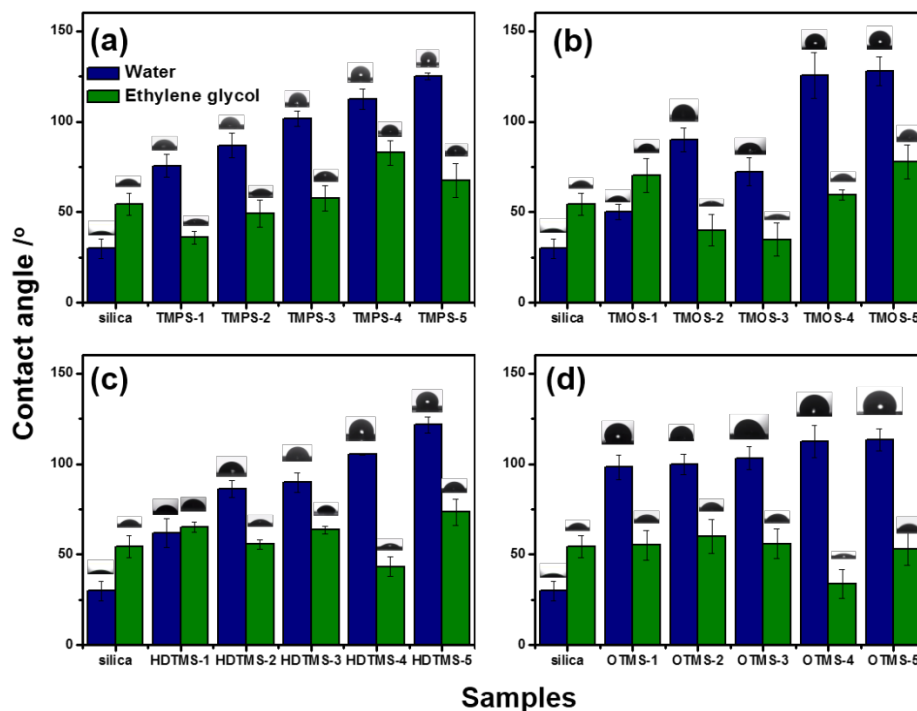 Contact angle /°
(a)
Water
Ethylene glycol
150
100
50
0
silica TMPS-1 TMPS-2 TMPS-3 TMPS-4 TMPS-5
(b)
150
100
50
0
silica TMOS-1 TMOS-2 TMOS-3 TMOS-4 TMOS-5
(c)
150
100
50
0
silica HDTMS-1 HDTMS-2 HDTMS-3 HDTMS-4 HDTMS-5
(d)
150
100
50
0
silica OTMS-1 OTMS-2 OTMS-3 OTMS-4 OTMS-5
Samples